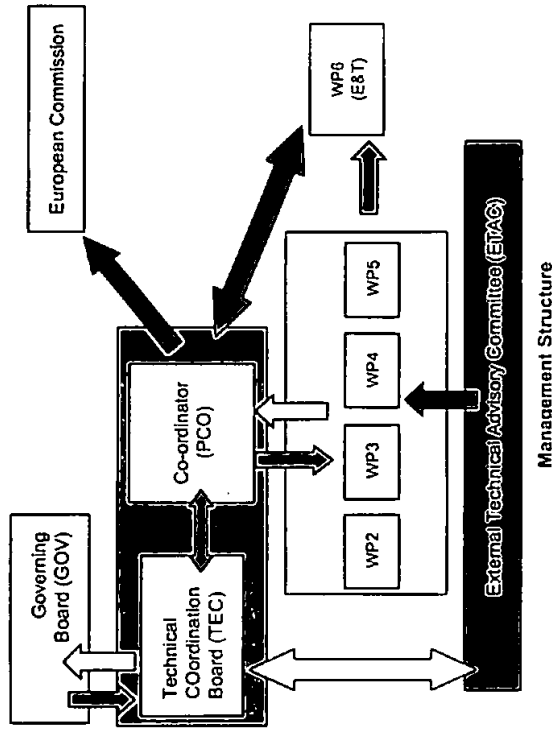 European Commission
Governing
Board (GOV)
Technical
COordination
Board (TEC)
Co-ordinator
(PCO)
WP6
(E&T)
WP2
WP3
WP4
WP5
External Technical Advisory Committee (ETAC)
Management Structure